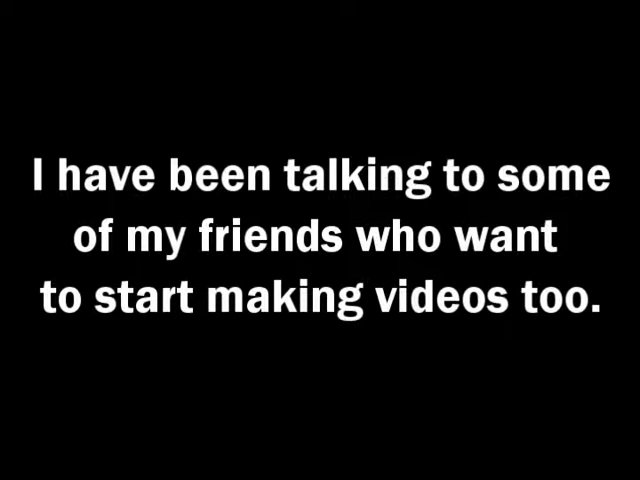 I have been talking to some
of my friends who want
to start making videos too.